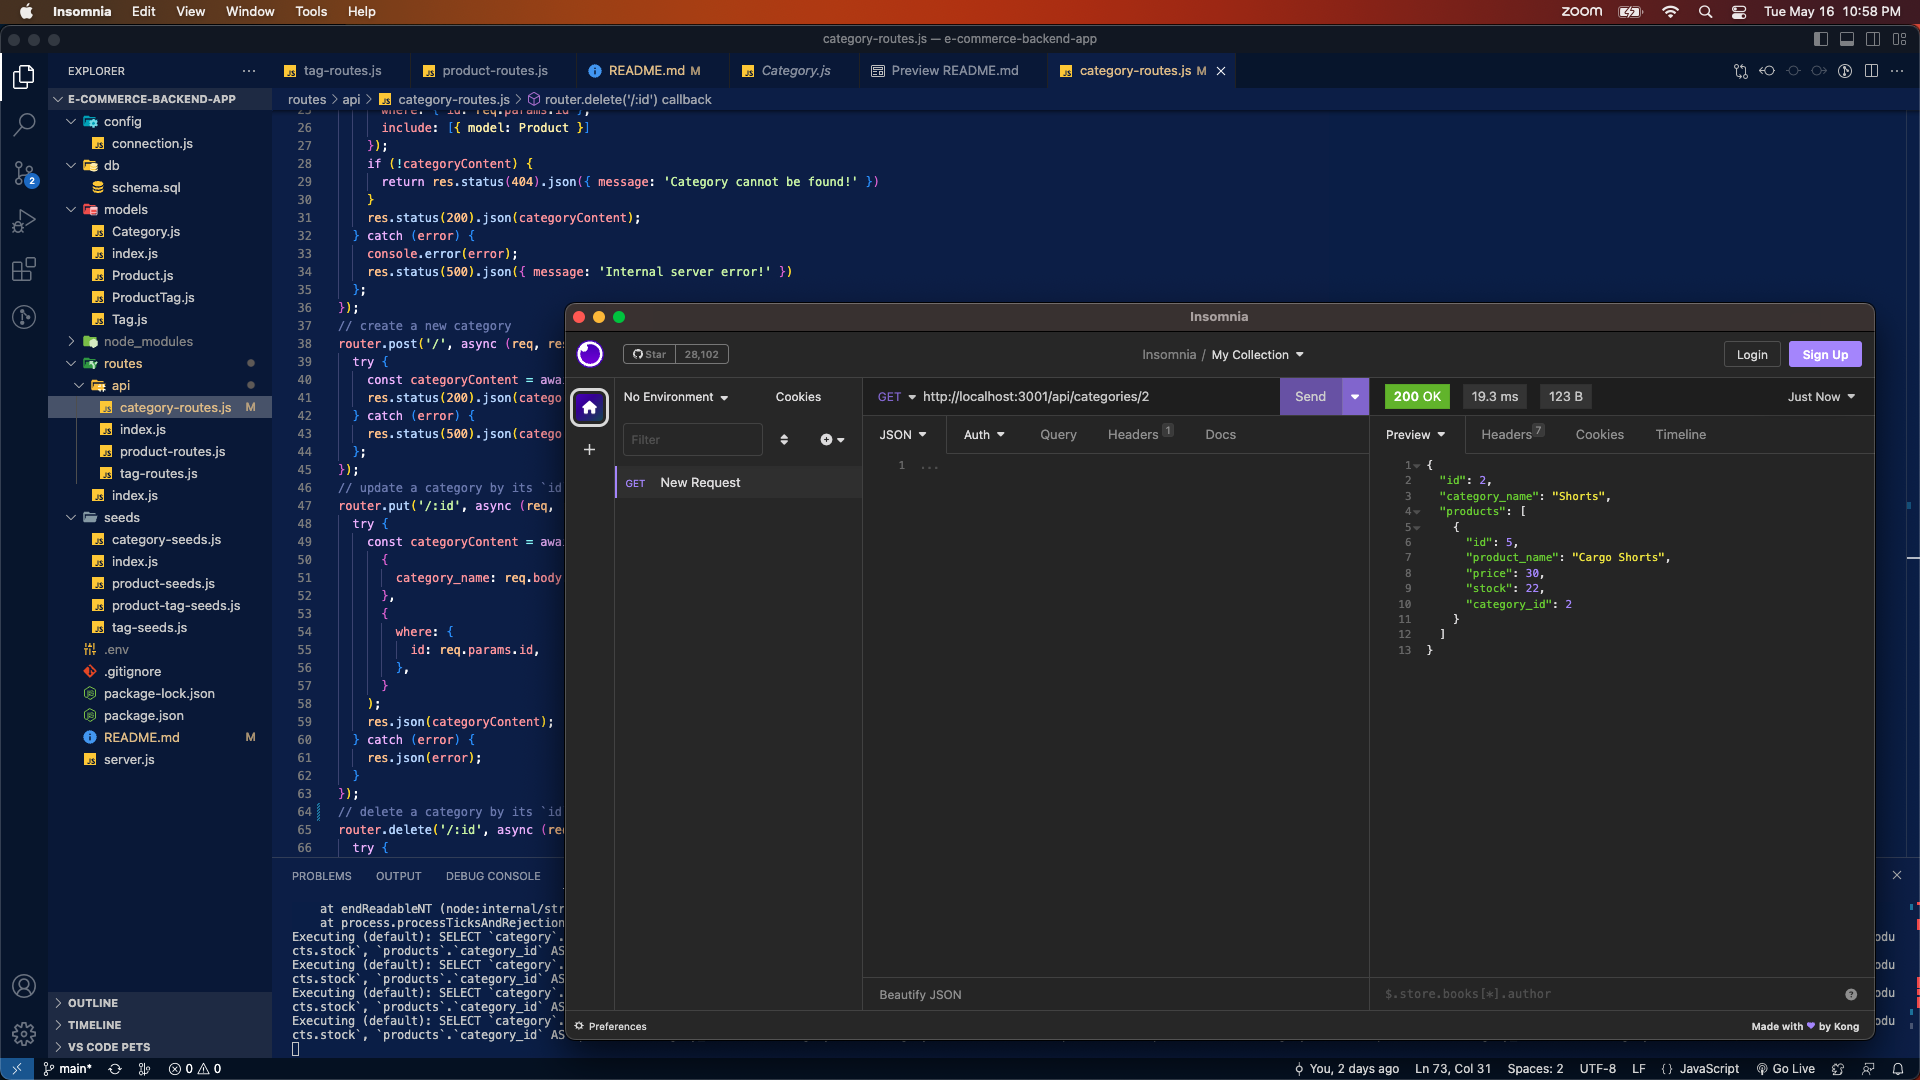 Insomnia Edit View Window Tools Help
zoom Tue May 16 10:58 PM
category-routes.js — e-commerce-backend-app
EXPLORER
tag-routes.js
product-routes.js
README.md M
Category.js
Preview README.md
category-routes.js M
E-COMMERCE-BACKEND-APP
config
connection.js
db
schema.sql
models
Category.js
index.js
Product.js
ProductTag.js
Tag.js
node_modules
routes
api
category-routes.js M
index.js
product-routes.js
tag-routes.js
index.js
seeds
category-seeds.js
index.js
product-seeds.js
product-tag-seeds.js
tag-seeds.js
.env
.gitignore
package-lock.json
package.json
README.md M
server.js
OUTLINE
TIMELINE
VS CODE PETS
2
routes > api > category-routes.js > router.delete('/:id') callback
25 where: { id: req.params.id },
26 include: [{ model: Product }]
27 });
28 if (!categoryContent) {
29 return res.status(404).json({ message: 'Category cannot be found!' })
30 }
31 res.status(200).json(categoryContent);
32 } catch (error) {
33 console.error(error);
34 res.status(500).json({ message: 'Internal server error!' })
35 };
36 });
37 // create a new category
38 router.post('/', async (req, res
39 try {
40 const categoryContent = awa
41 res.status(200).json(catego
42 } catch (error) {
43 res.status(500).json(catego
44 };
45 });
46 // update a category by its `id
47 router.put('/:id', async (req,
48 try {
49 const categoryContent = awa
50 {
51 category_name: req.body
52 },
53 {
54 where: {
55 id: req.params.id,
56 },
57 }
58 );
59 res.json(categoryContent);
60 } catch (error) {
61 res.json(error);
62 }
63 });
64 // delete a category by its `id
65 router.delete('/:id', async (re
66 try {
PROBLEMS OUTPUT DEBUG CONSOLE
at endReadableNT (node:internal/str
at process.processTicksAndRejection
Executing (default): SELECT `category`.
odu
cts.stock`, `products`.`category_id` AS
Executing (default): SELECT `category`.
odu
cts.stock`, `products`.`category_id` AS
Executing (default): SELECT `category`.
odu
cts.stock`, `products`.`category_id` AS
Executing (default): SELECT `category`.
odu
cts.stock`, `products`.`category_id` AS
Insomnia
Star 28,102
Insomnia / My Collection
Login Sign Up
No Environment Cookies
Filter
GET New Request
GET http://localhost:3001/api/categories/2 Send
JSON Auth Query Headers 1 Docs
1 ...
Beautify JSON
200 OK 19.3 ms 123 B Just Now
Preview Headers 7 Cookies Timeline
1 {
2 "id": 2,
3 "category_name": "Shorts",
4 "products": [
5 {
6 "id": 5,
7 "product_name": "Cargo Shorts",
8 "price": 30,
9 "stock": 22,
10 "category_id": 2
11 }
12 ]
13 }
$.store.books[*].author
Preferences
Made with ♥ by Kong
main* 0 0
You, 2 days ago Ln 73, Col 31 Spaces: 2 UTF-8 LF {} JavaScript Go Live